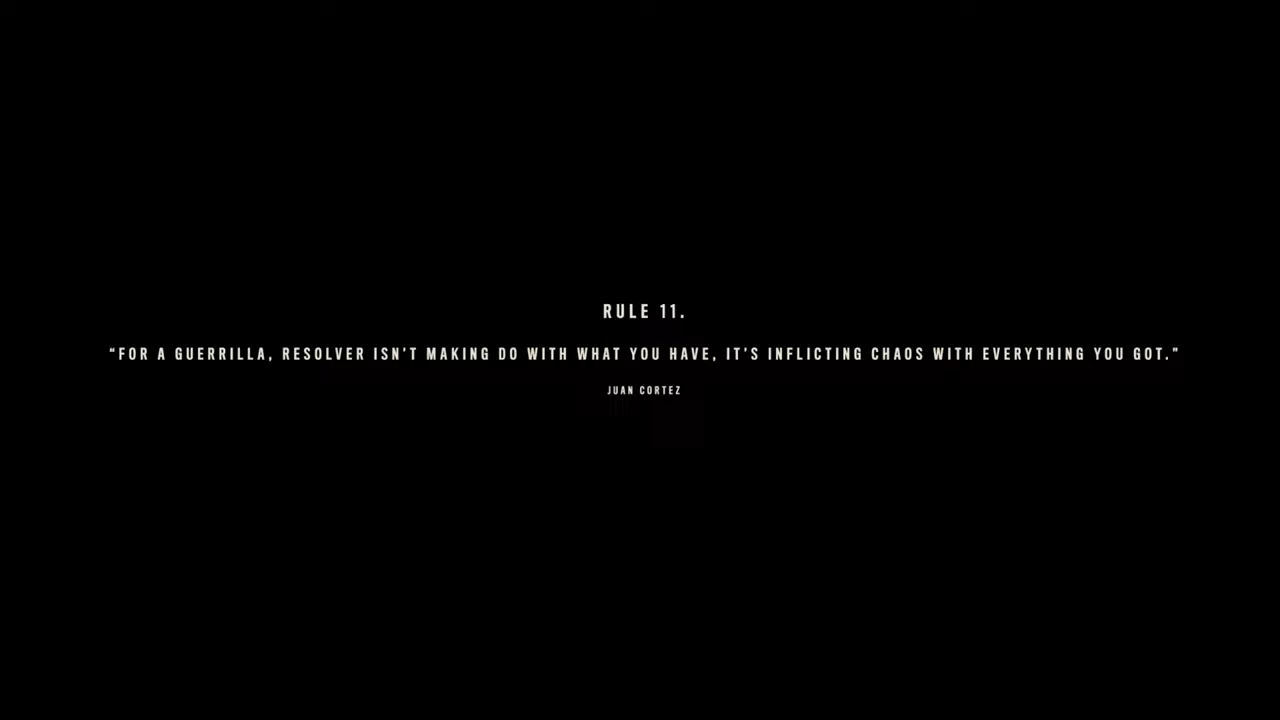 RULE 11.
“FOR A GUERRILLA, RESOLVER ISN’T MAKING DO WITH WHAT YOU HAVE, IT’S INFLICTING CHAOS WITH EVERYTHING YOU GOT.”
JUAN CORTEZ